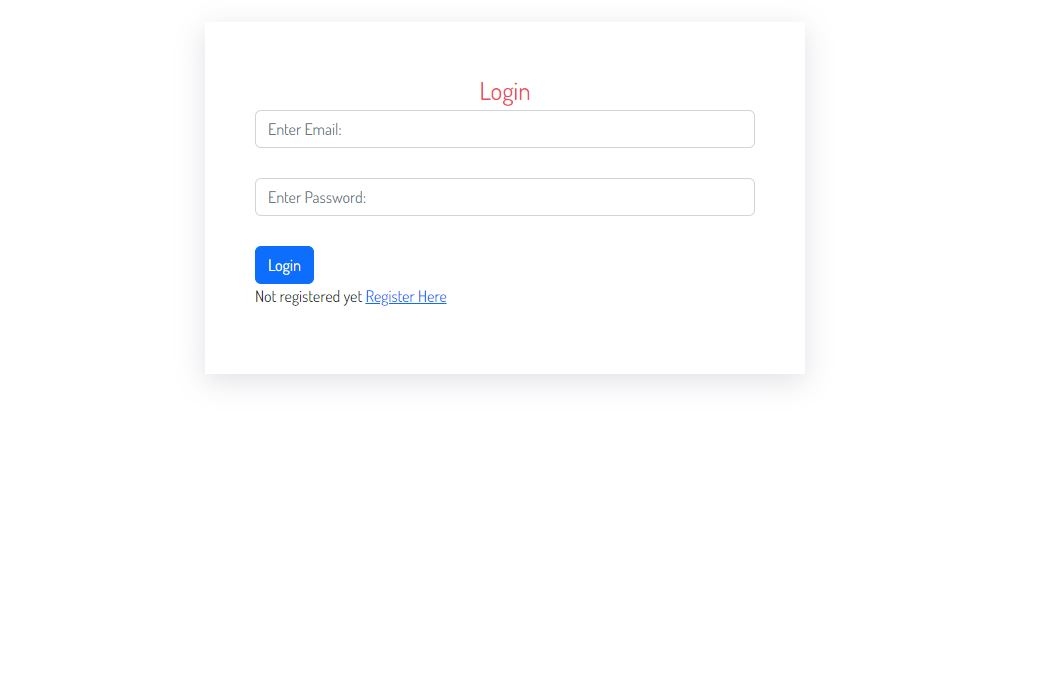 Login
Enter Email:
Enter Password:
Login
Not registered yet Register Here